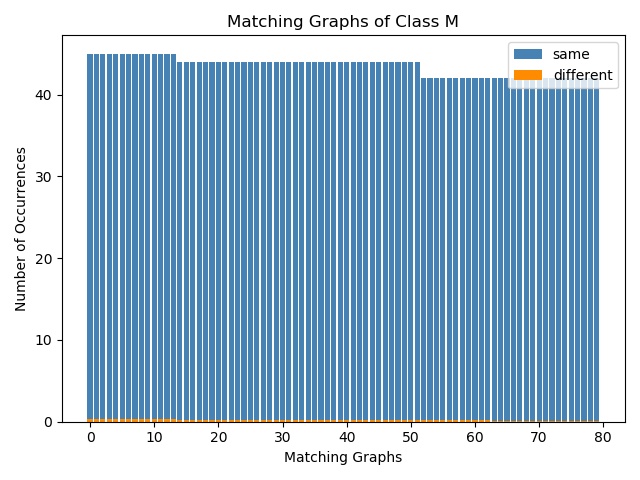 Matching Graphs of Class M
same
different
Number of Occurrences
40
30
20
10
0
0 10 20 30 40 50 60 70 80
Matching Graphs